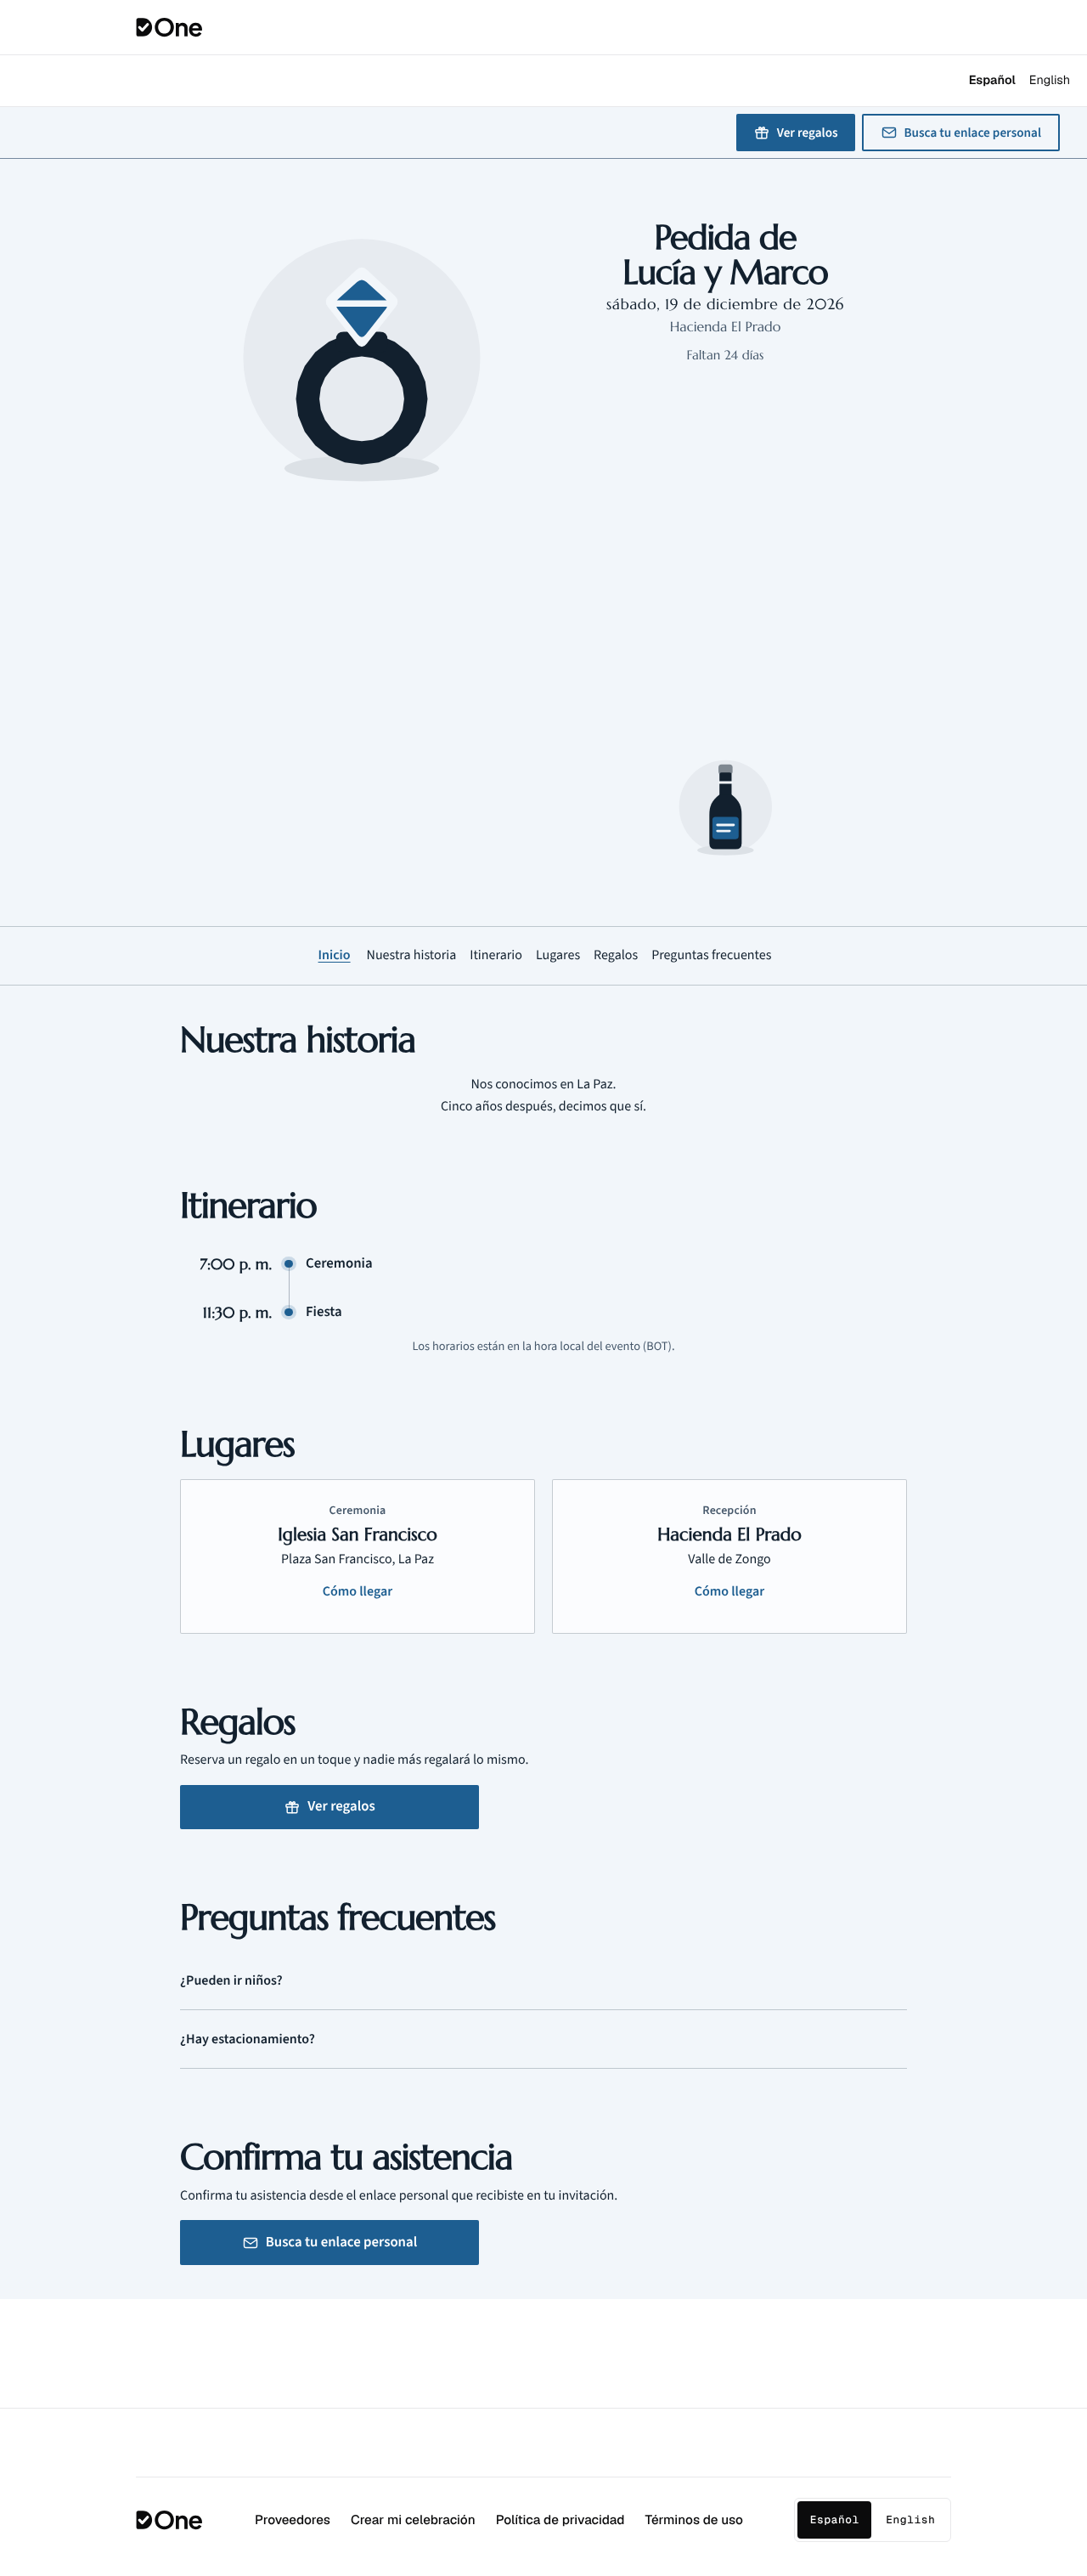 One
Español English
Ver regalos Busca tu enlace personal
Pedida de
Lucía y Marco
sábado, 19 de diciembre de 2026
Hacienda El Prado
Faltan 24 días
Inicio Nuestra historia Itinerario Lugares Regalos Preguntas frecuentes
Nuestra historia
Nos conocimos en La Paz.
Cinco años después, decimos que sí.
Itinerario
7:00 p. m. Ceremonia
11:30 p. m. Fiesta
Los horarios están en la hora local del evento (BOT).
Lugares
Ceremonia
Iglesia San Francisco
Plaza San Francisco, La Paz
Cómo llegar
Recepción
Hacienda El Prado
Valle de Zongo
Cómo llegar
Regalos
Reserva un regalo en un toque y nadie más regalará lo mismo.
Ver regalos
Preguntas frecuentes
¿Pueden ir niños?
¿Hay estacionamiento?
Confirma tu asistencia
Confirma tu asistencia desde el enlace personal que recibiste en tu invitación.
Busca tu enlace personal
One Proveedores Crear mi celebración Política de privacidad Términos de uso Español English